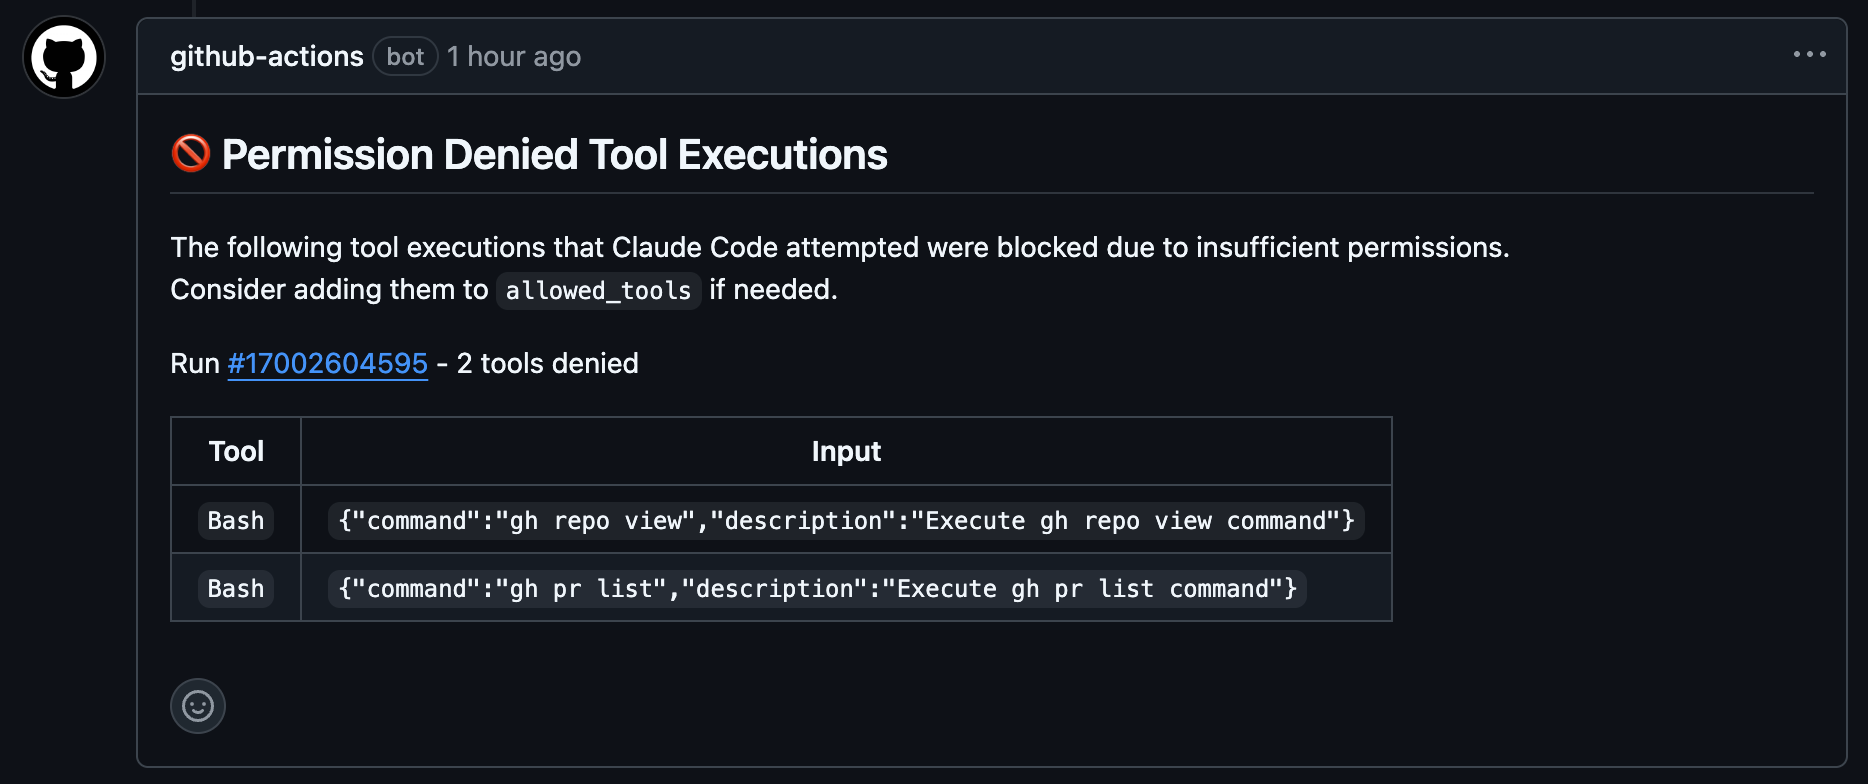 github-actions bot 1 hour ago
🚫 Permission Denied Tool Executions
The following tool executions that Claude Code attempted were blocked due to insufficient permissions.
Consider adding them to allowed_tools if needed.
Run #17002604595 - 2 tools denied
Tool Input
Bash {"command":"gh repo view","description":"Execute gh repo view command"}
Bash {"command":"gh pr list","description":"Execute gh pr list command"}